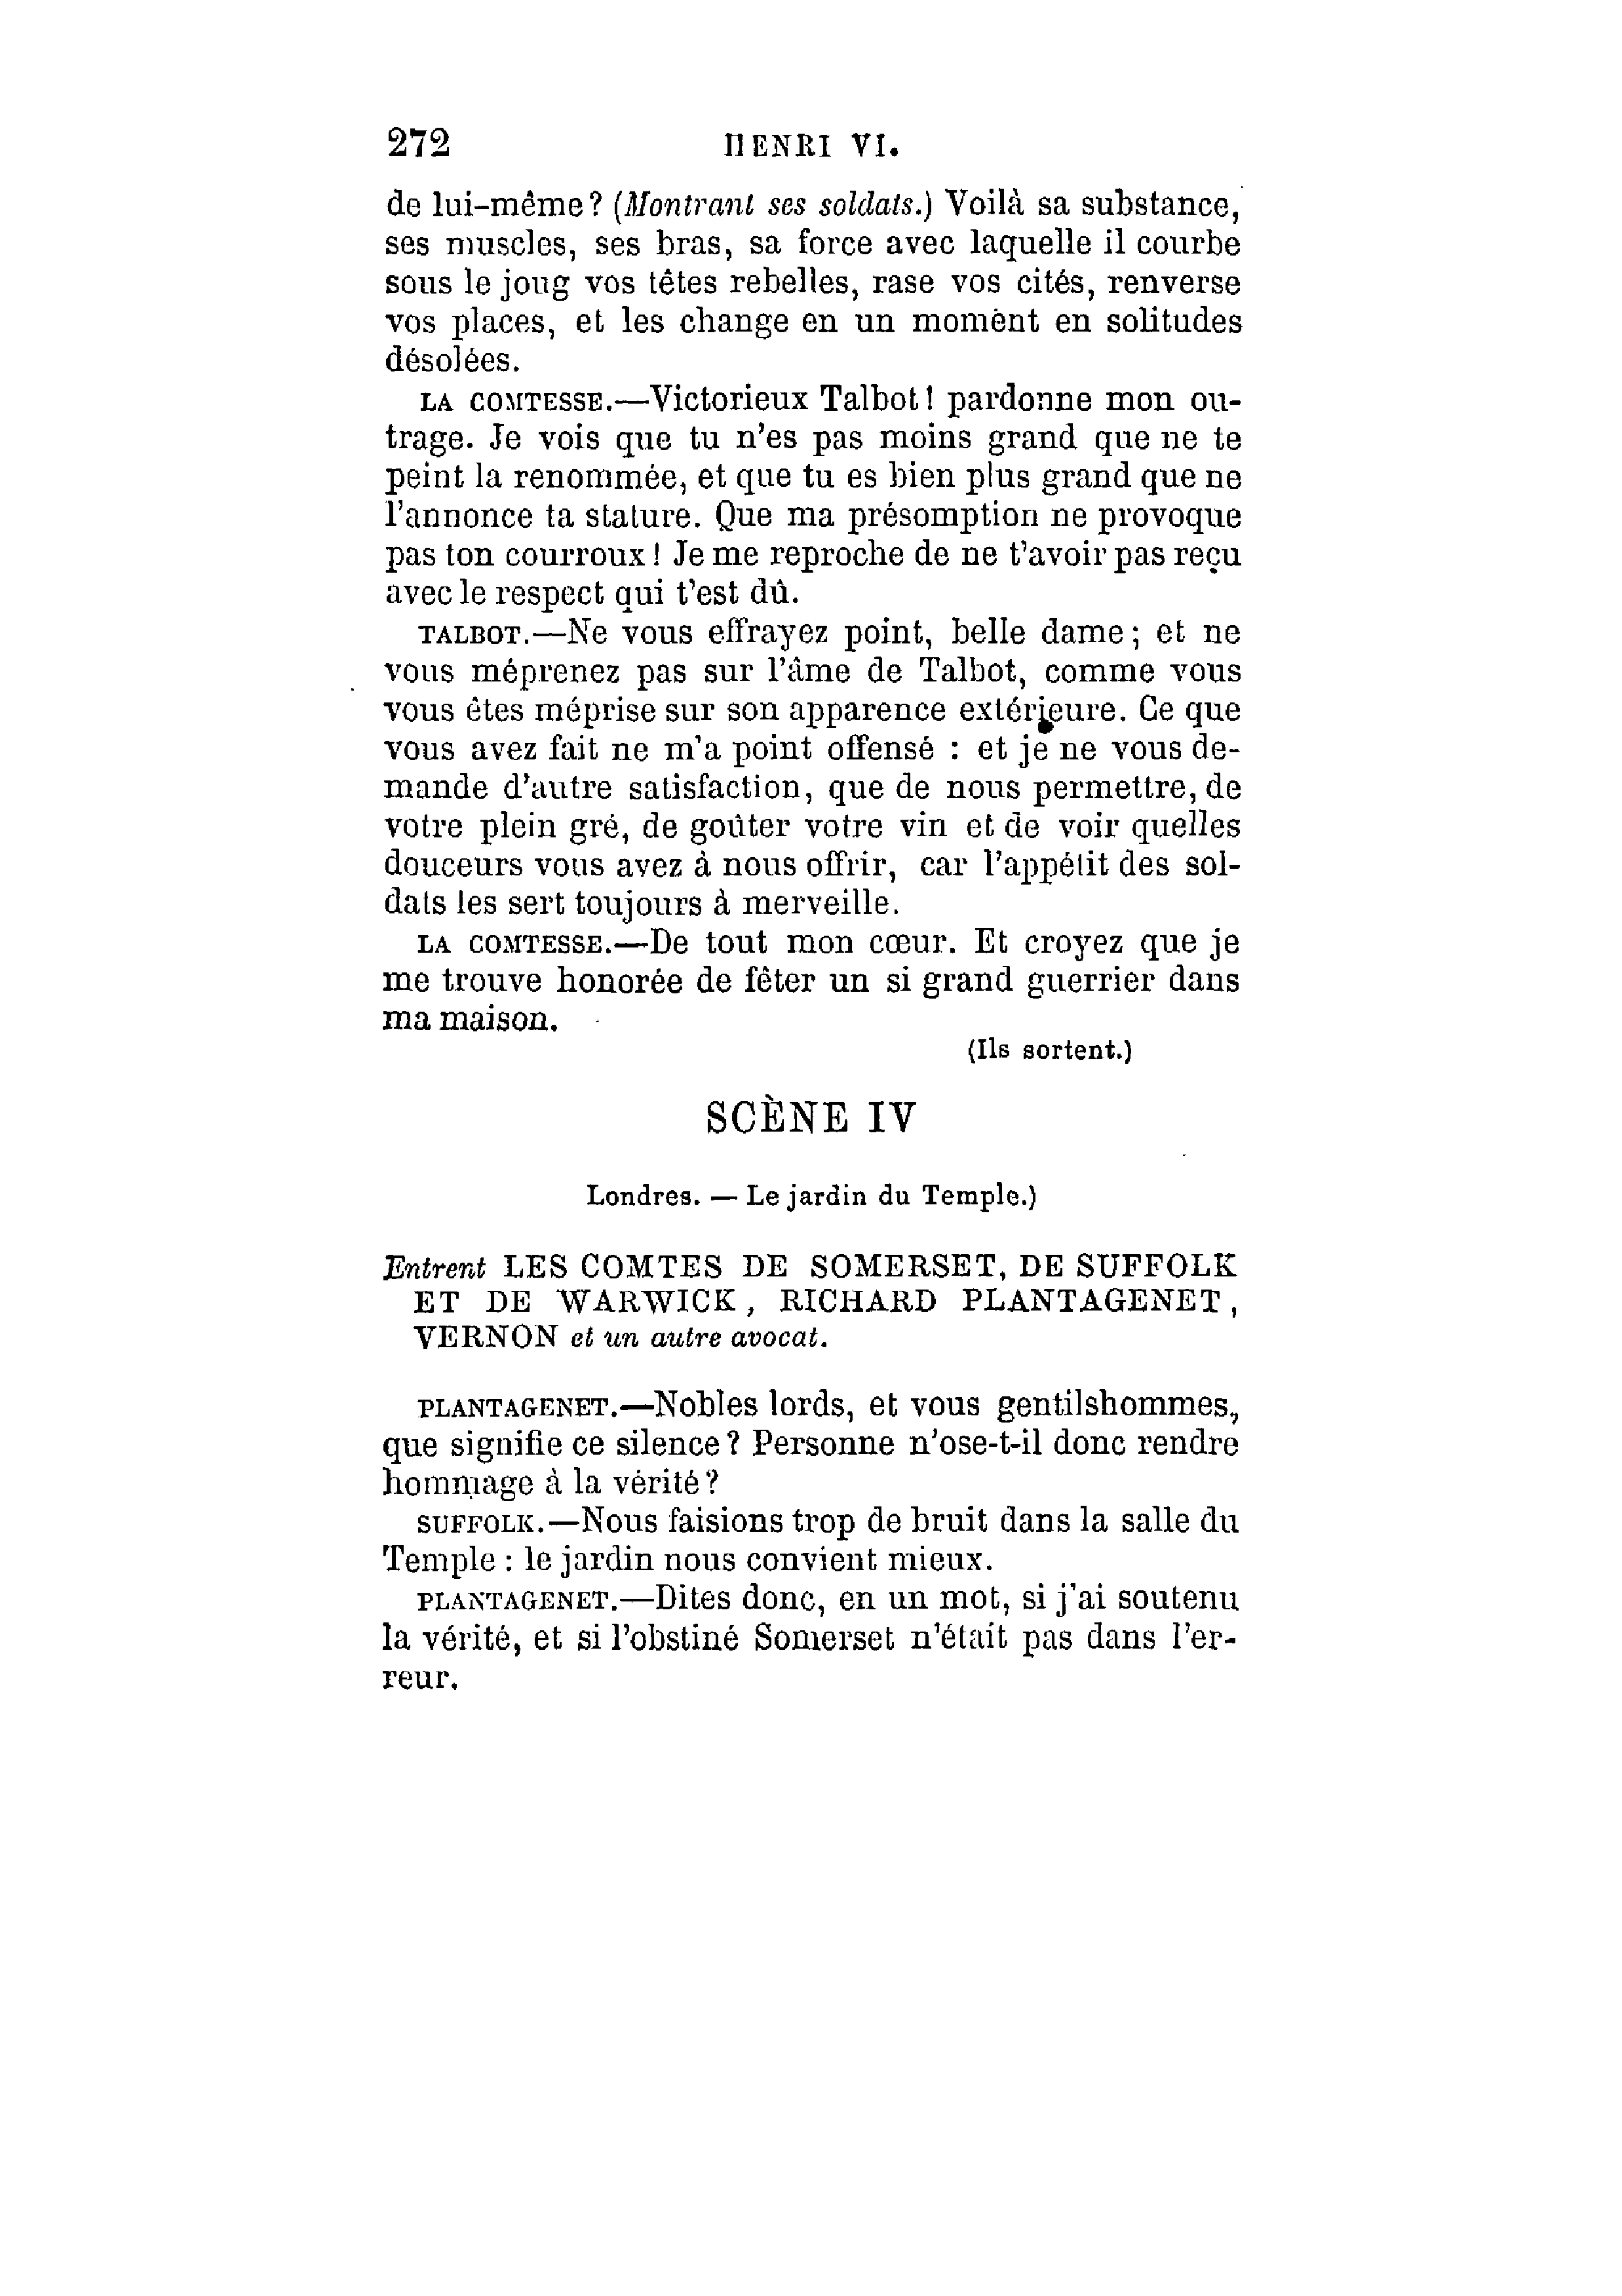 272 HENRI VI.
de lui-même? (Montrant ses soldats.) Voilà sa substance,
ses muscles, ses bras, sa force avec laquelle il courbe
sous le joug vos têtes rebelles, rase vos cités, renverse
vos places, et les change en un moment en solitudes
désolées.
LA COMTESSE.—Victorieux Talbot! pardonne mon ou-
trage. Je vois que tu n'es pas moins grand que ne te
peint la renommée, et que tu es bien plus grand que ne
l'annonce ta stature. Que ma présomption ne provoque
pas ton courroux! Je me reproche de ne t'avoir pas reçu
avec le respect qui t'est dû.
TALBOT.—Ne vous effrayez point, belle dame; et ne
vous méprenez pas sur l'âme de Talbot, comme vous
vous êtes méprise sur son apparence extérieure. Ce que
vous avez fait ne m'a point offensé : et je ne vous de-
mande d'autre satisfaction, que de nous permettre, de
votre plein gré, de goûter votre vin et de voir quelles
douceurs vous avez à nous offrir, car l'appétit des sol-
dats les sert toujours à merveille.
LA COMTESSE.—De tout mon cœur. Et croyez que je
me trouve honorée de fêter un si grand guerrier dans
ma maison.
(Ils sortent.)
SCÈNE IV
Londres. — Le jardin du Temple.)
Entrent LES COMTES DE SOMERSET, DE SUFFOLK
ET DE WARWICK, RICHARD PLANTAGENET,
VERNON et un autre avocat.
PLANTAGENET.—Nobles lords, et vous gentilshommes,
que signifie ce silence? Personne n'ose-t-il donc rendre
hommage à la vérité?
SUFFOLK.—Nous faisions trop de bruit dans la salle du
Temple : le jardin nous convient mieux.
PLANTAGENET.—Dites donc, en un mot, si j'ai soutenu
la vérité, et si l'obstiné Somerset n'était pas dans l'er-
reur.